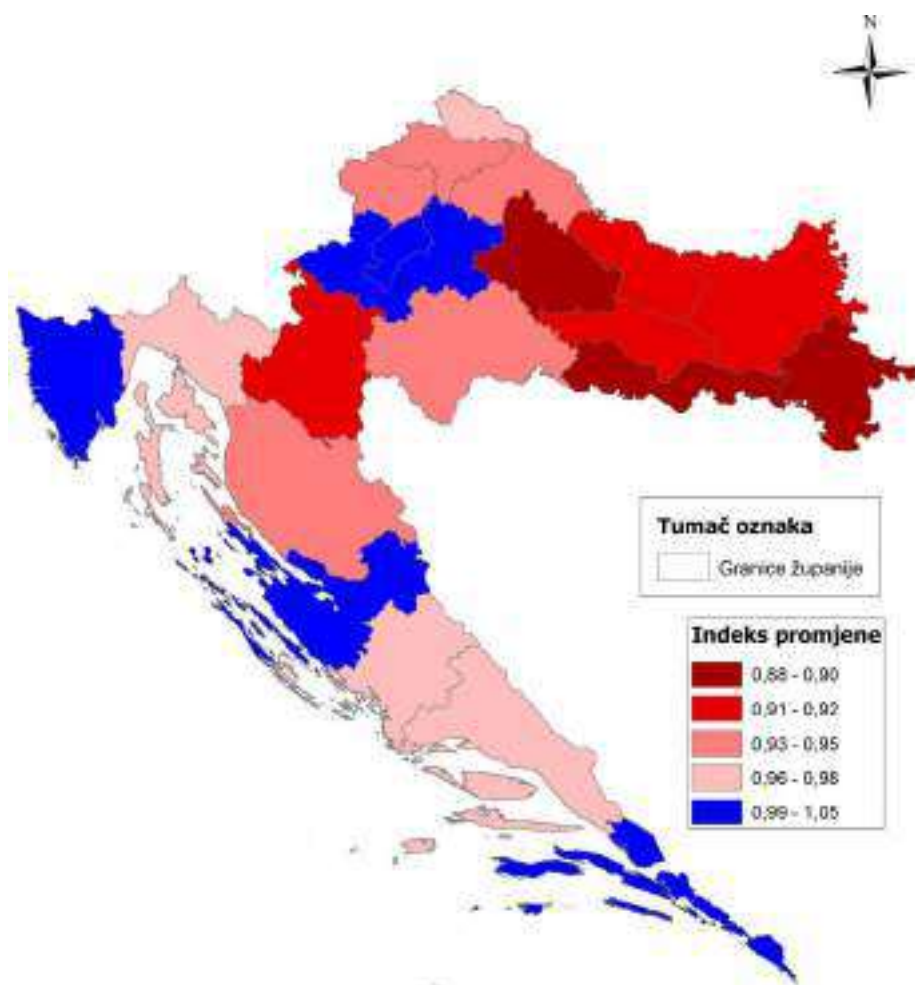 N
Tumač oznaka
Granice županije
Indeks promjene
0,88 - 0,90
0,91 - 0,92
0,93 - 0,95
0,96 - 0,98
0,99 - 1,05